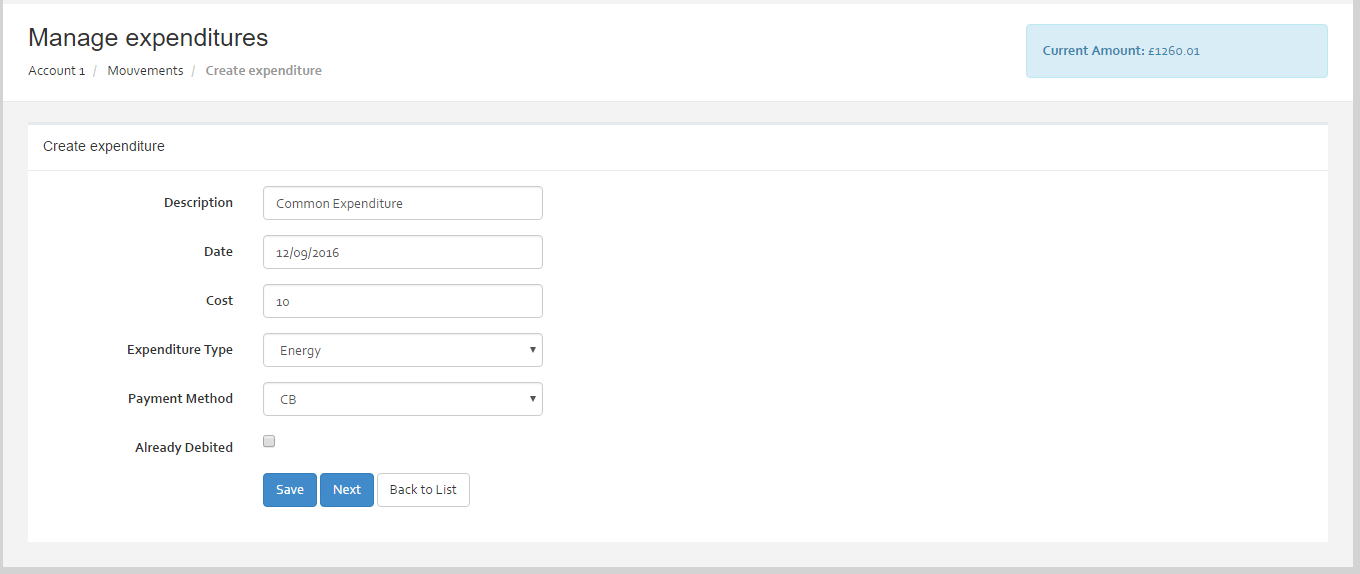 Manage expenditures
Current Amount: £1260.01
Account 1 / Mouvements / Create expenditure
Create expenditure
Description Common Expenditure
Date 12/09/2016
Cost 10
Expenditure Type Energy
Payment Method CB
Already Debited
Save Next Back to List